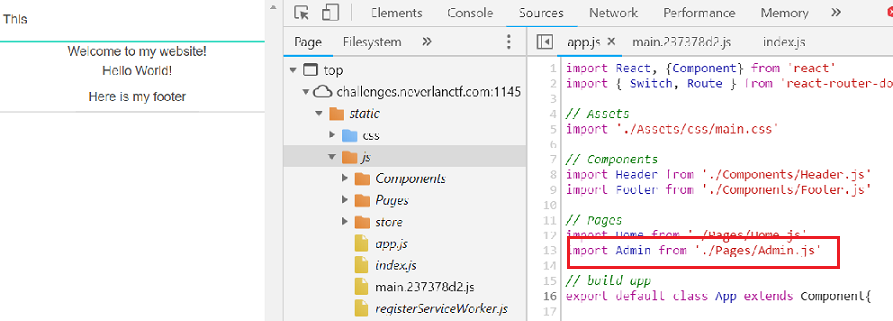 This
Welcome to my website!
Hello World!
Here is my footer
Elements Console Sources Network Performance Memory
Page Filesystem
top
challenges.neverlanctf.com:1145
static
css
js
Components
Pages
store
app.js
index.js
main.237378d2.js
registerServiceWorker.js
app.js main.237378d2.js index.js
1 import React, {Component} from 'react'
2 import { Switch, Route } from 'react-router-do
3
4 // Assets
5 import './Assets/css/main.css'
6
7 // Components
8 import Header from './Components/Header.js'
9 import Footer from './Components/Footer.js'
10
11 // Pages
12 import Home from './Pages/Home.js'
13 import Admin from './Pages/Admin.js'
14
15 // build app
16 export default class App extends Component{
17